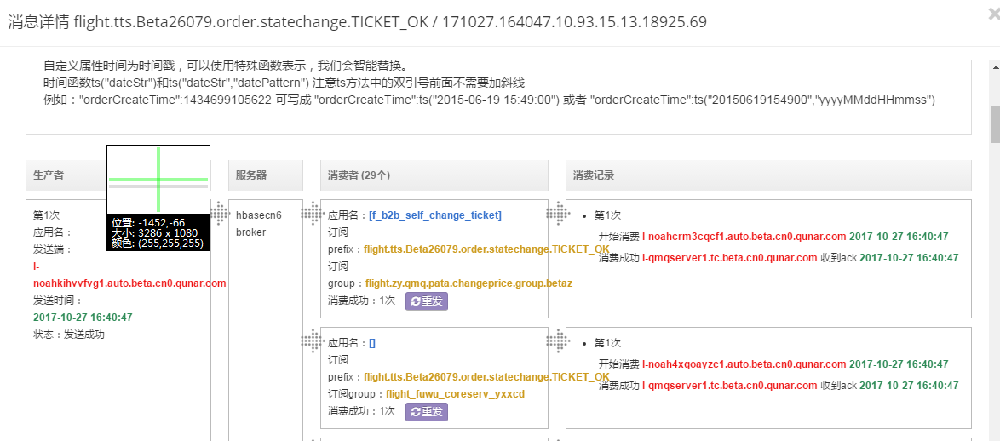 消息详情 flight.tts.Beta26079.order.statechange.TICKET_OK / 171027.164047.10.93.15.13.18925.69
自定义属性时间为时间戳，可以使用特殊函数表示，我们会智能替换。
时间函数ts("dateStr")和ts("dateStr","datePattern") 注意ts方法中的双引号前面不需要加斜线
例如："orderCreateTime":1434699105622 可写成 "orderCreateTime":ts("2015-06-19 15:49:00") 或者 "orderCreateTime":ts("20150619154900","yyyyMMddHHmmss")
生产者
第1次
应用名：
发送端：
l-
noahkihvvfvg1.auto.beta.cn0.qunar.com
发送时间：
2017-10-27 16:40:47
状态：发送成功
位置: -1452,-66
大小: 3286 x 1080
颜色: (255,255,255)
服务器
hbasecn6
broker
消费者 (29个)
应用名：[f_b2b_self_change_ticket]
订阅
prefix：flight.tts.Beta26079.order.statechange.TICKET_OK
订阅
group：flight.zy.qmq.pata.changeprice.group.betaz
消费成功：1次 重发
应用名：[]
订阅
prefix：flight.tts.Beta26079.order.statechange.TICKET_OK
订阅group：flight_fuwu_coreserv_yxxcd
消费成功：1次 重发
消费记录
第1次
开始消费 l-noahcrm3cqcf1.auto.beta.cn0.qunar.com 2017-10-27 16:40:47
消费成功 l-qmqserver1.tc.beta.cn0.qunar.com 收到ack 2017-10-27 16:40:47
第1次
开始消费 l-noah4xqoayzc1.auto.beta.cn0.qunar.com 2017-10-27 16:40:47
消费成功 l-qmqserver1.tc.beta.cn0.qunar.com 收到ack 2017-10-27 16:40:47